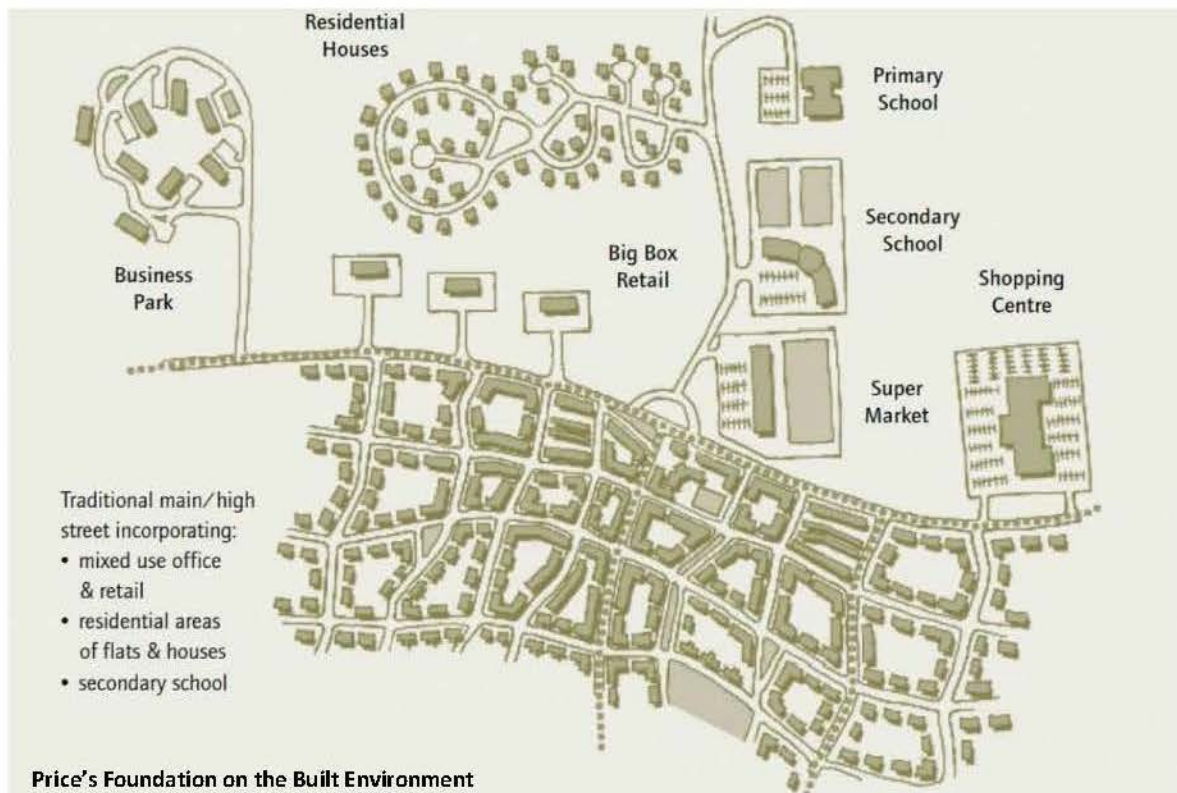 Residential
Houses
Primary
School
Secondary
School
Big Box
Retail
Business
Park
Shopping
Centre
Super
Market
Traditional main/high
street incorporating:
• mixed use office
& retail
• residential areas
of flats & houses
• secondary school
Price's Foundation on the Built Environment